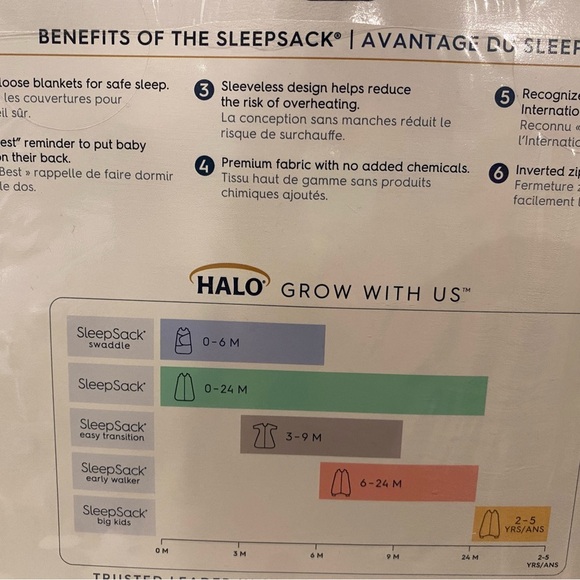 BENEFITS OF THE SLEEPSACK® | AVANTAGE DU SLEEP
loose blankets for safe sleep.
les couvertures pour
il sûr.
est" reminder to put baby
n their back.
Best » rappelle de faire dormir
le dos.
3 Sleeveless design helps reduce
the risk of overheating.
La conception sans manches réduit le
risque de surchauffe.
4 Premium fabric with no added chemicals.
Tissu haut de gamme sans produits
chimiques ajoutés.
5 Recognize
Internatio
Reconnu «
l'Internatio
6 Inverted zip
Fermeture
facilement
HALO® GROW WITH US™
SleepSack®
swaddle
0-6 M
SleepSack®
0-24 M
SleepSack®
easy transition
3-9 M
SleepSack®
early walker
6-24 M
SleepSack®
big kids
2-5
YRS/ANS
0 M 3 M 6 M 9 M 24 M 2-5
YRS/ANS
TRUSTED